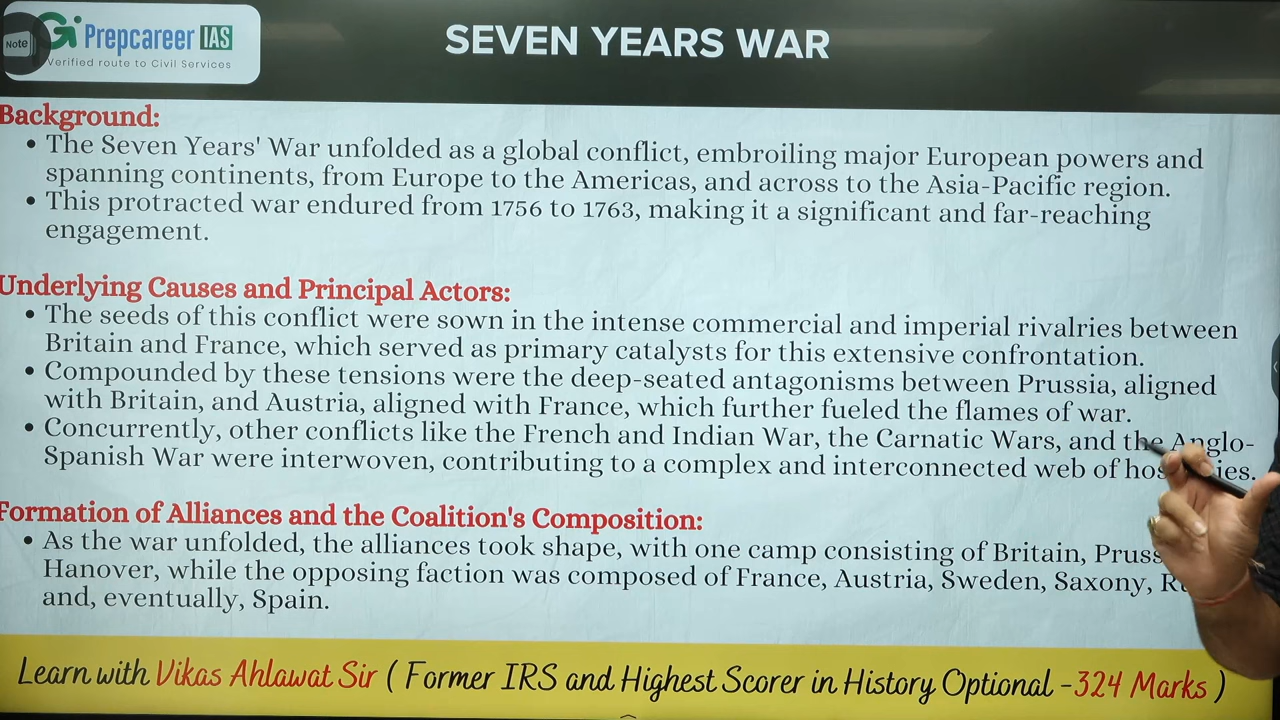 Note
Prepcareer IAS
Verified route to Civil Services
SEVEN YEARS WAR
Background:
• The Seven Years' War unfolded as a global conflict, embroiling major European powers and
spanning continents, from Europe to the Americas, and across to the Asia-Pacific region.
• This protracted war endured from 1756 to 1763, making it a significant and far-reaching
engagement.
Underlying Causes and Principal Actors:
• The seeds of this conflict were sown in the intense commercial and imperial rivalries between
Britain and France, which served as primary catalysts for this extensive confrontation.
• Compounded by these tensions were the deep-seated antagonisms between Prussia, aligned
with Britain, and Austria, aligned with France, which further fueled the flames of war.
• Concurrently, other conflicts like the French and Indian War, the Carnatic Wars, and the Anglo-
Spanish War were interwoven, contributing to a complex and interconnected web of
Formation of Alliances and the Coalition's Composition:
• As the war unfolded, the alliances took shape, with one camp consisting of Britain,
Hanover, while the opposing faction was composed of France, Austria, Sweden, Saxony,
and, eventually, Spain.
Learn with Vikas Ahlawat Sir ( Former IRS and Highest Scorer in History Optional -324 Marks )